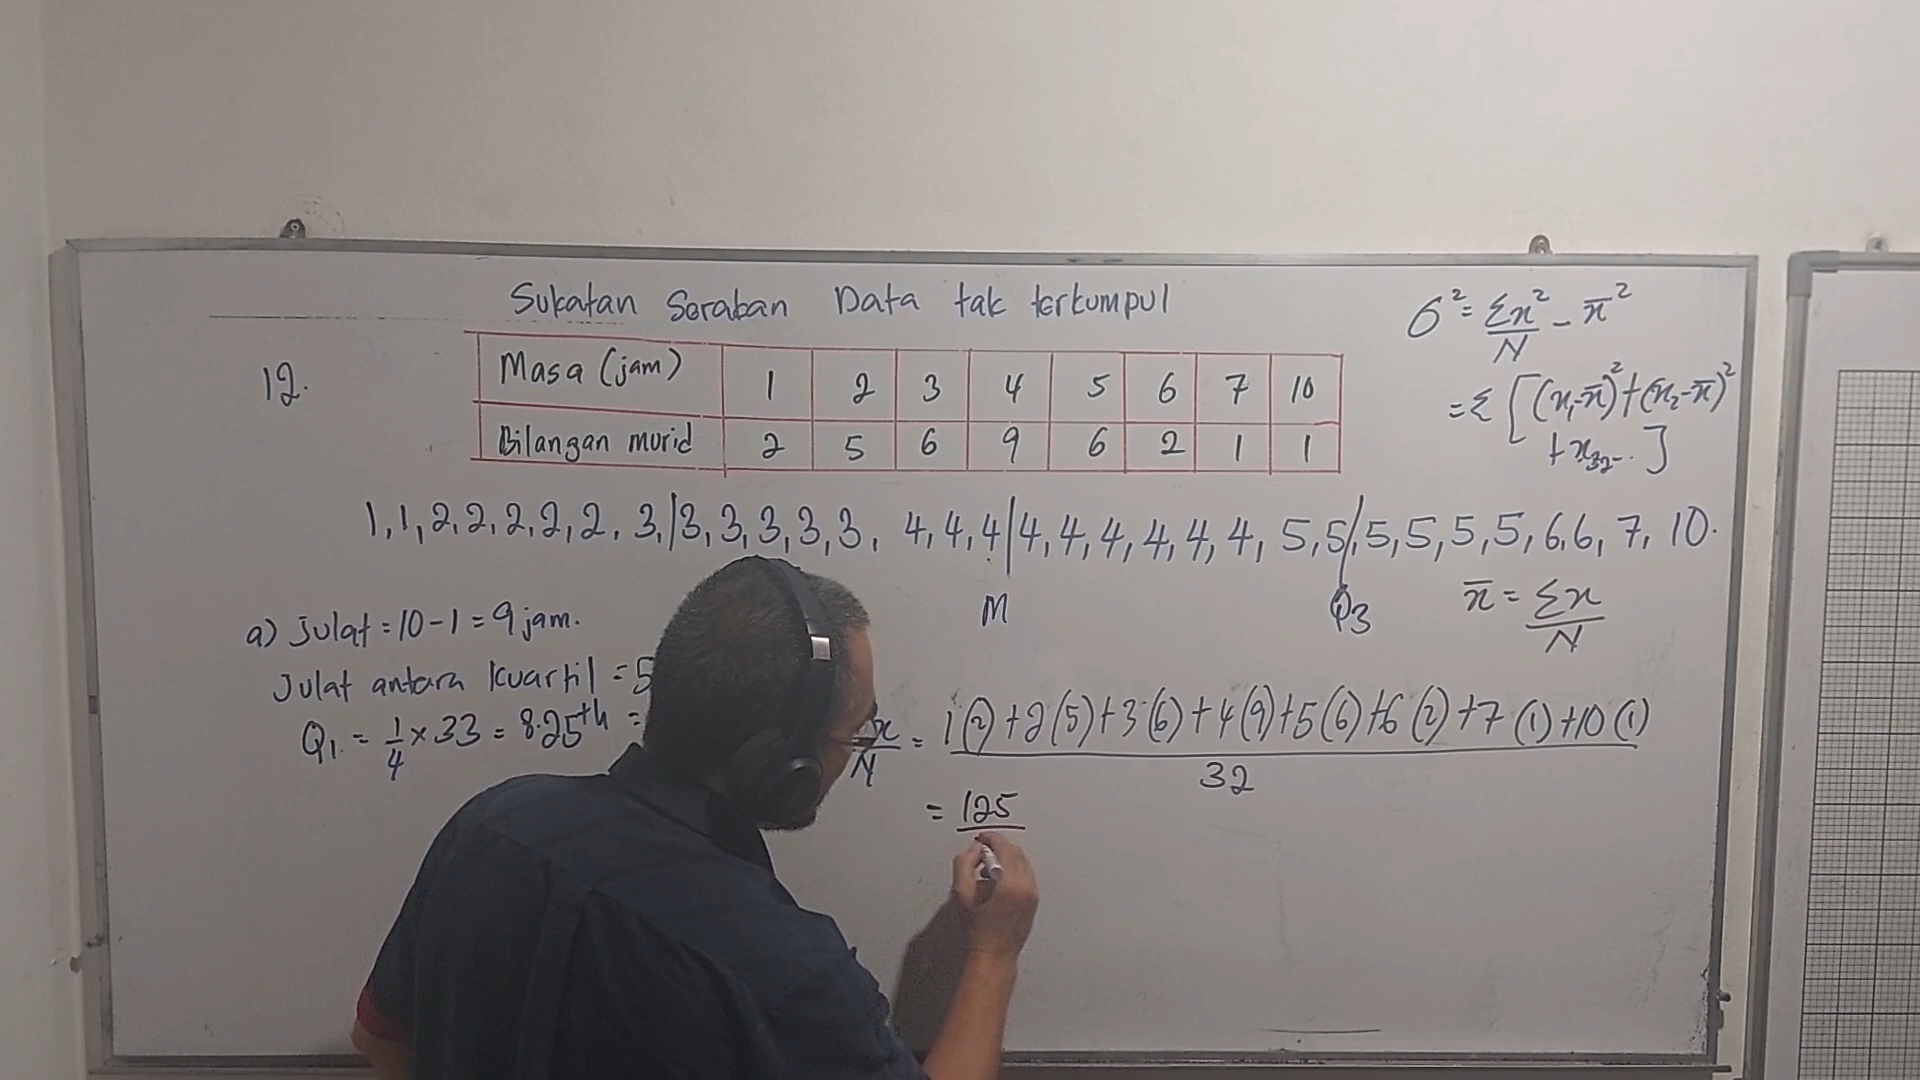 Sukatan Serakan Data tak terkumpul
12.
Masa (jam) 1 2 3 4 5 6 7 10
Bilangan murid 2 5 6 9 6 2 1 1
σ² = Σx²/N - x̄²
= Σ[(x₁-x̄)²+(x₂-x̄)²
+x₃₂-..]
1,1,2,2,2,2,2,3,|3,3,3,3,3, 4,4,4|4,4,4,4,4,4, 5,5/,5,5,5,5,6,6,7,10.
M Q3
x̄ = Σx/N
a) Julat = 10-1 = 9 jam.
Julat antara kuartil = 5
Q1. = 1/4 × 33 = 8.25th =
x/N = 1(2)+2(5)+3(6)+4(9)+5(6)+6(2)+7(1)+10(1)/32
= 125